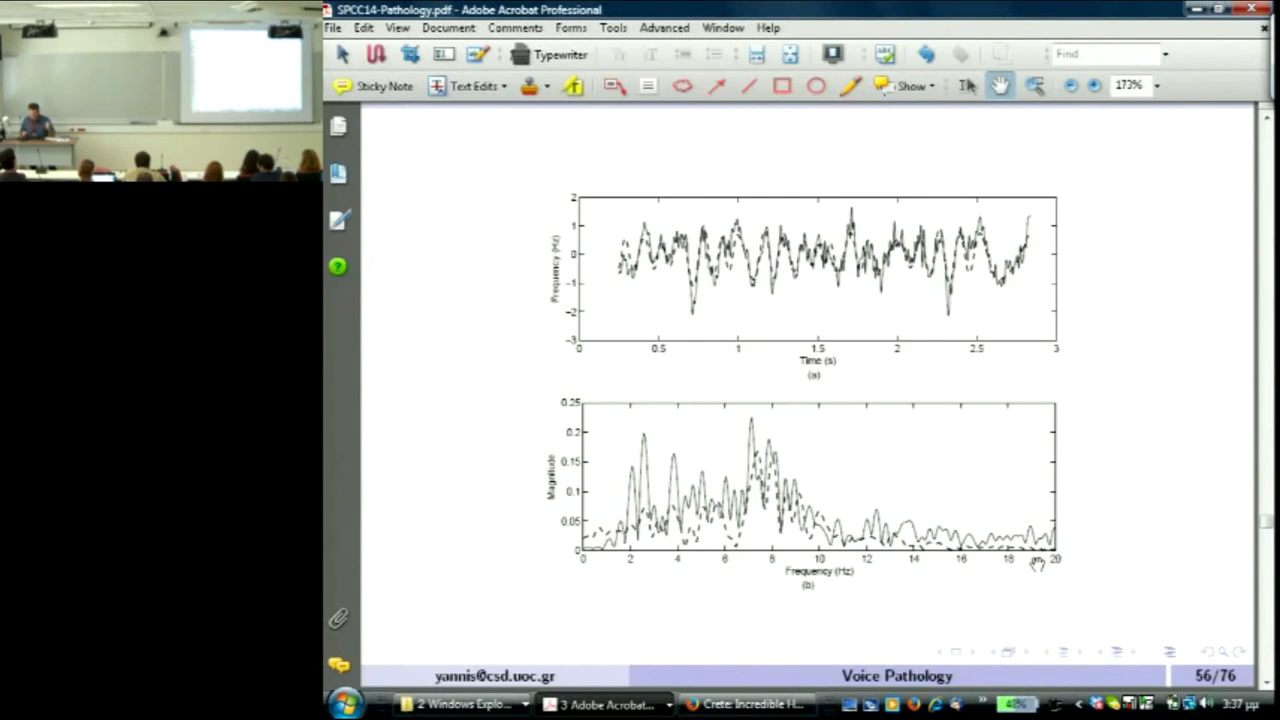 SPCC14-Pathology.pdf - Adobe Acrobat Professional
File Edit View Document Comments Forms Tools Advanced Window Help
Typewriter Find
Sticky Note Text Edits Show 173%
2
1
0
-1
-2
-3
Frequency (Hz)
0 0.5 1 1.5 2 2.5 3
Time (s)
(a)
0.25
0.2
0.15
0.1
0.05
0
Magnitude
0 2 4 6 8 10 12 14 16 18 20
Frequency (Hz)
(b)
yannis@csd.uoc.gr Voice Pathology 56/76
2 Windows Explo... 3 Adobe Acrobat... Crete: Incredible H... 3:37 μμ